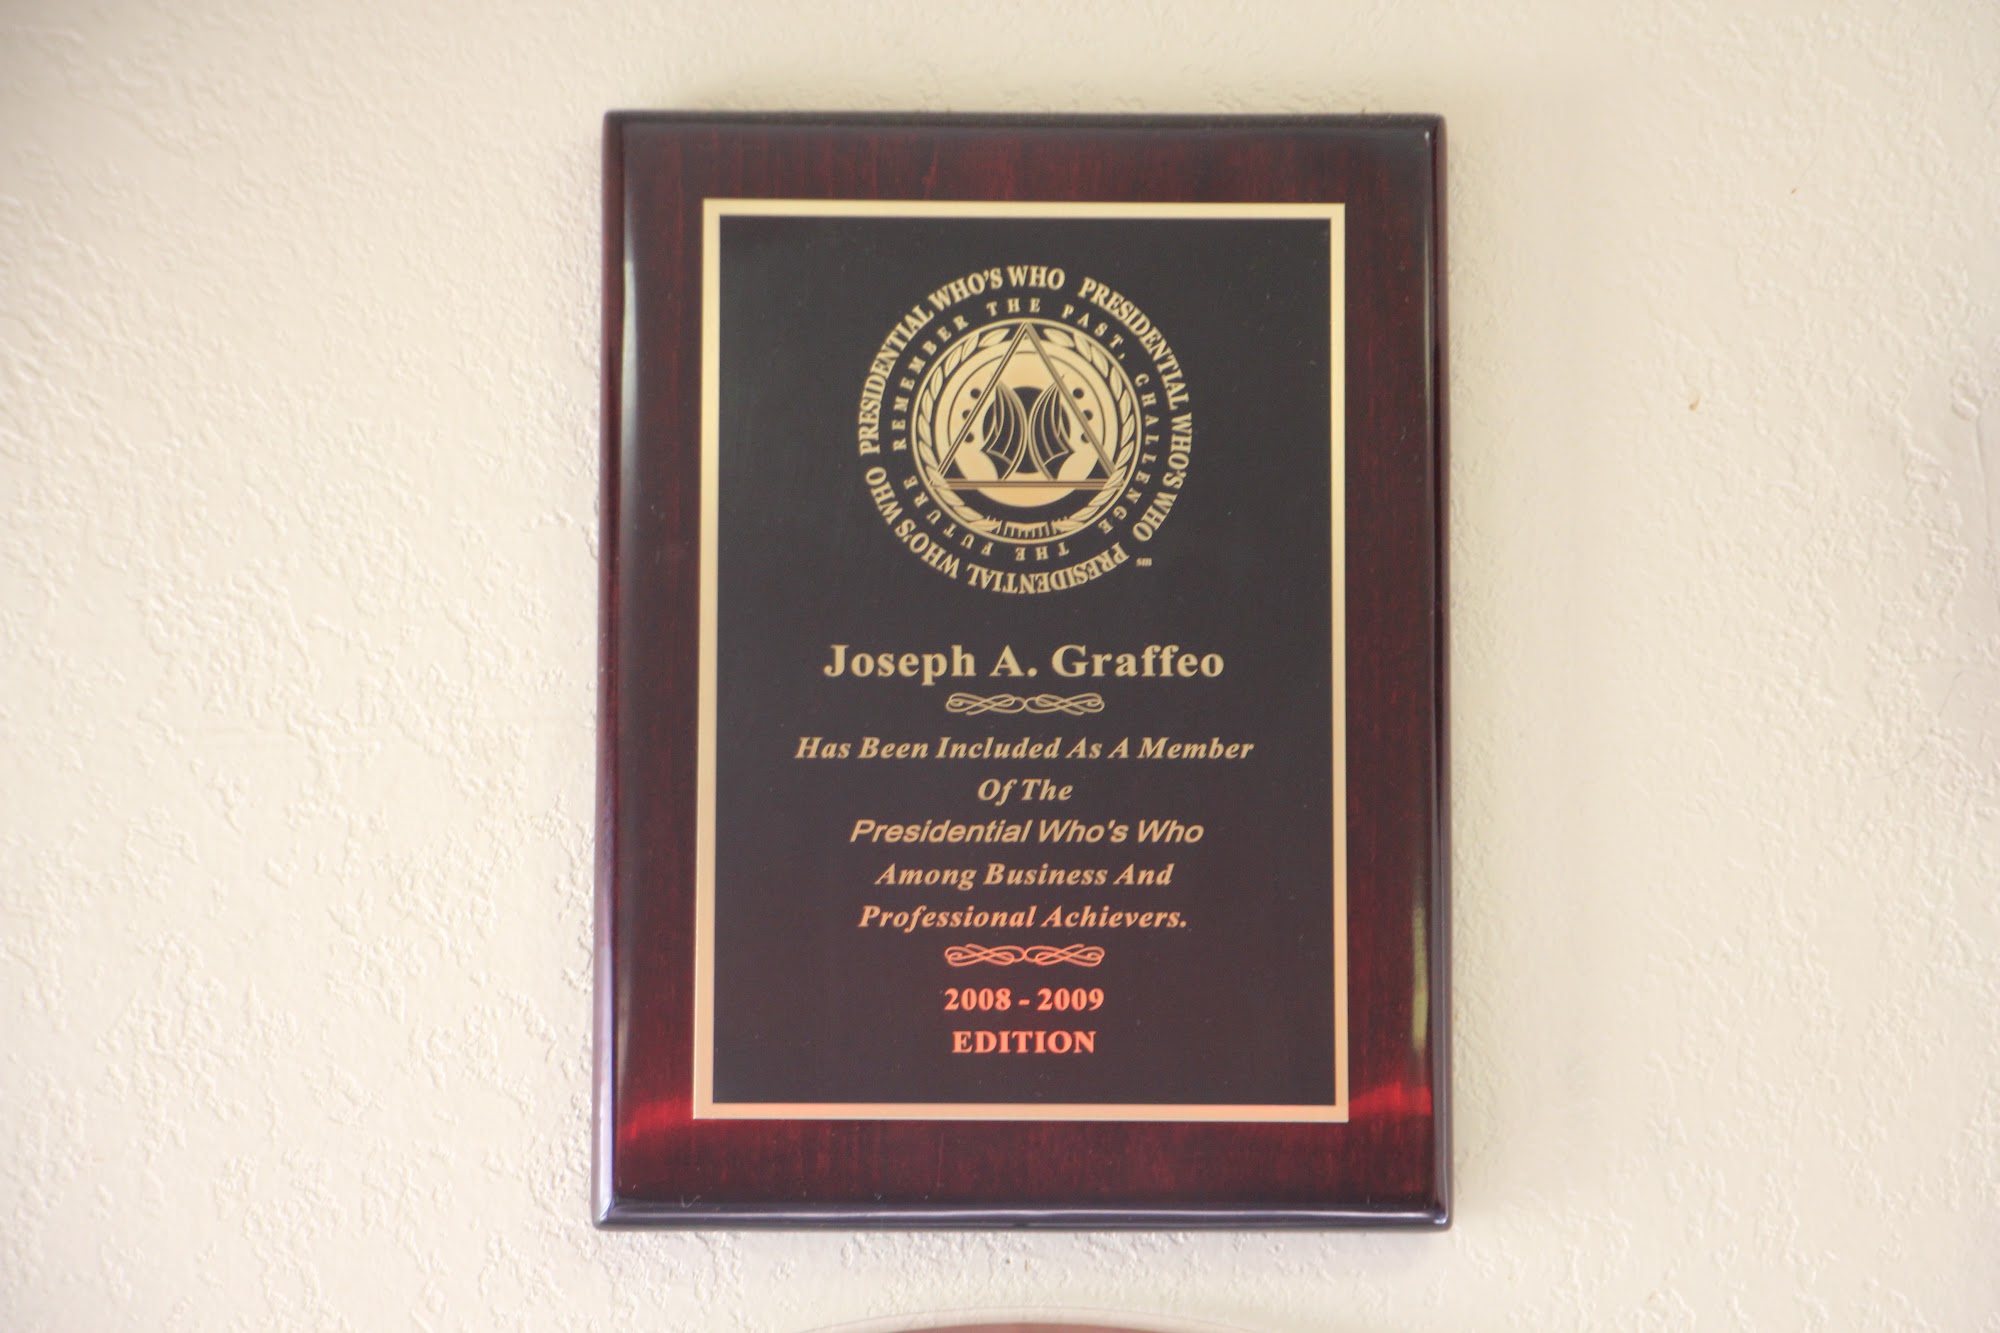 PRESIDENTIAL WHO'S WHO PRESIDENTIAL WHO'S WHO PRESIDENTIAL WHO'S WHO
SM
REMEMBER THE PAST, CHALLENGE THE FUTURE
Joseph A. Graffeo
Has Been Included As A Member
Of The
Presidential Who's Who
Among Business And
Professional Achievers.
2008 - 2009
EDITION